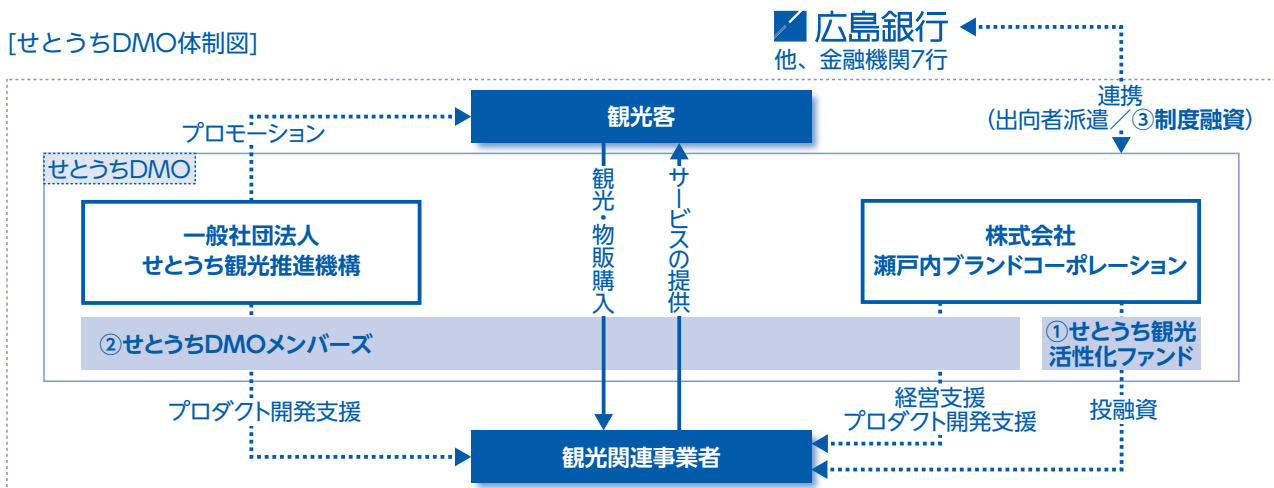 [せとうちDMO体制図]
広島銀行
他、金融機関7行
連携
(出向者派遣/③制度融資)
観光客
プロモーション
せとうちDMO
一般社団法人
せとうち観光推進機構
観光・物販購入
サービスの提供
株式会社
瀬戸内ブランドコーポレーション
②せとうちDMOメンバーズ
①せとうち観光
活性化ファンド
プロダクト開発支援
経営支援
プロダクト開発支援
投融資
観光関連事業者